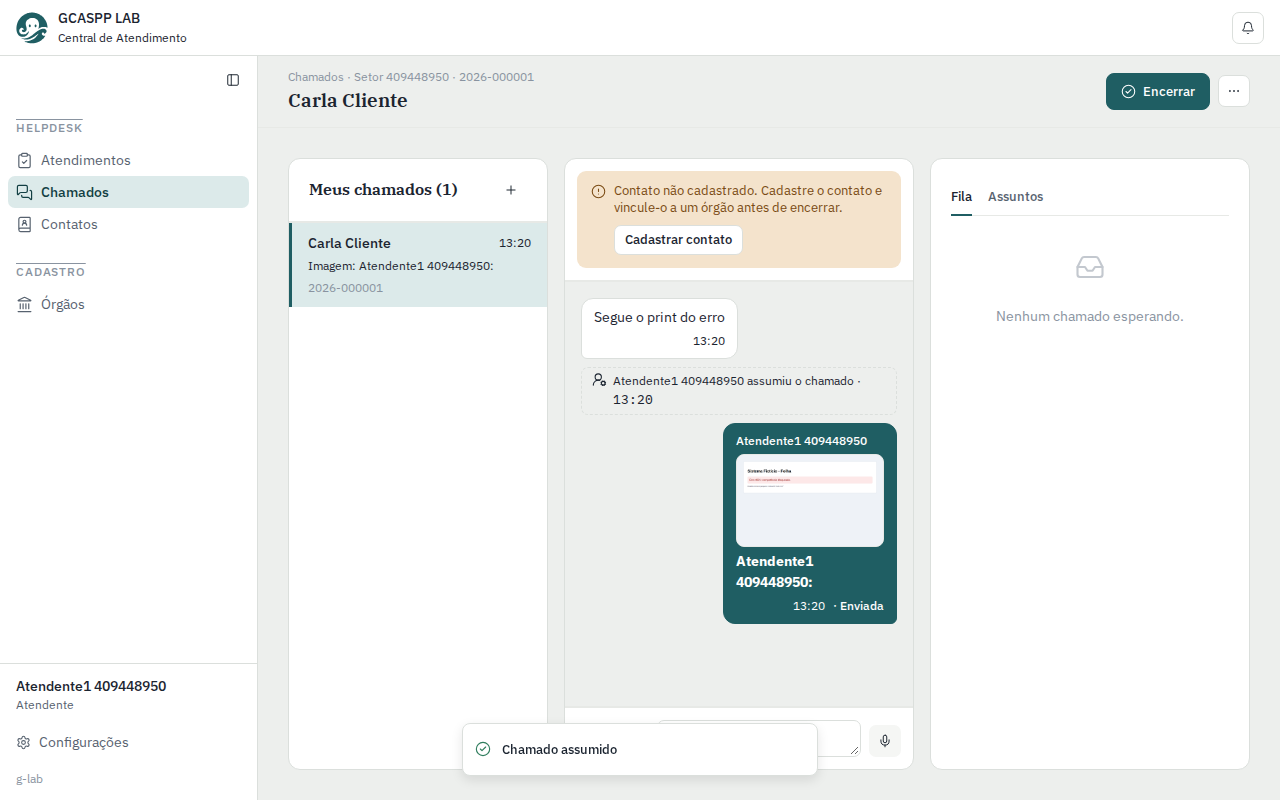 GCASPP LAB
Central de Atendimento
HELPDESK
Atendimentos
Chamados
Contatos
CADASTRO
Órgãos
Atendente1 409448950
Atendente
Configurações
g-lab
Chamados · Setor 409448950 · 2026-000001
Carla Cliente
Encerrar
Meus chamados (1)
Carla Cliente
13:20
Imagem: Atendente1 409448950:
2026-000001
Contato não cadastrado. Cadastre o contato e
vincule-o a um órgão antes de encerrar.
Cadastrar contato
Segue o print do erro
13:20
Atendente1 409448950 assumiu o chamado ·
13:20
Atendente1 409448950
Sistema Fictício - Folha
Atendente1
409448950:
13:20 · Enviada
Chamado assumido
Fila
Assuntos
Nenhum chamado esperando.